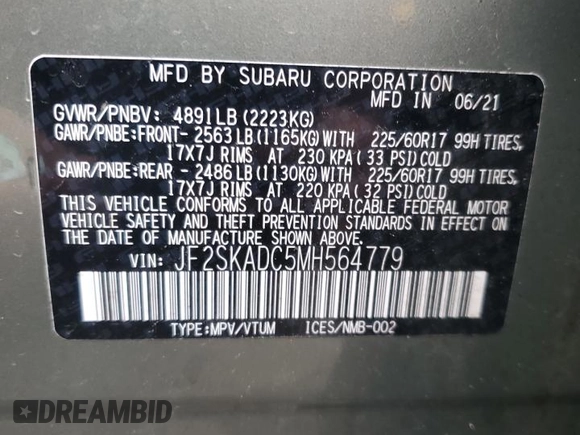 MFD BY SUBARU CORPORATION
MFD IN 06/21
GVWR/PNBV: 4891LB(2223KG)
GAWR/PNBE:FRONT- 2563LB(1165KG)WITH 225/60R17 99H TIRES,
17X7J RIMS AT 230 KPA(33 PSI)COLD
GAWR/PNBE:REAR - 2486LB(1130KG)WITH 225/60R17 99H TIRES,
17X7J RIMS AT 220 KPA(32 PSI)COLD
THIS VEHICLE CONFORMS TO ALL APPLICABLE FEDERAL MOTOR
VEHICLE SAFETY AND THEFT PREVENTION STANDARDS IN EFFECT
ON THE DATE OF MANUFACTURE SHOWN ABOVE.
VIN: JF2SKADC5MH564779
TYPE:MPV/VTUM ICES/NMB-002
DREAMBID